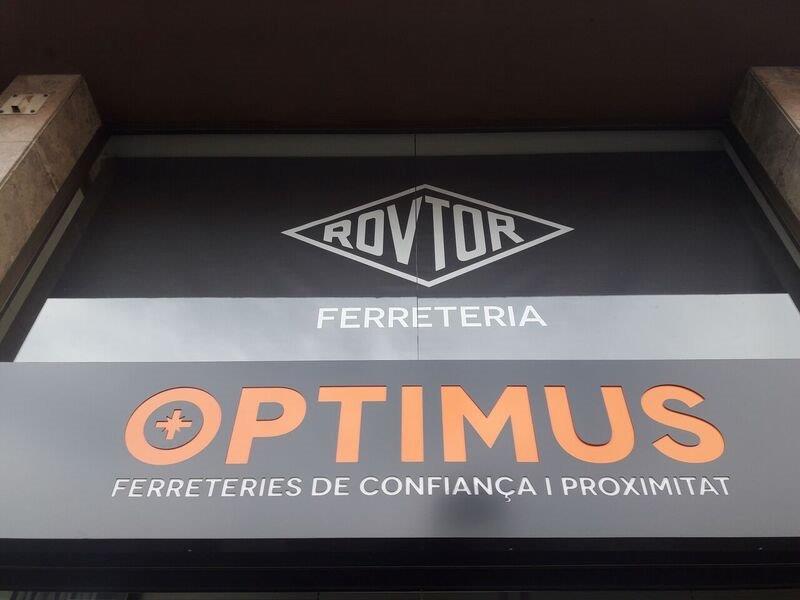 ROVTOR
FERRETERIA
OPTIMUS
FERRETERIES DE CONFIANÇA I PROXIMITAT